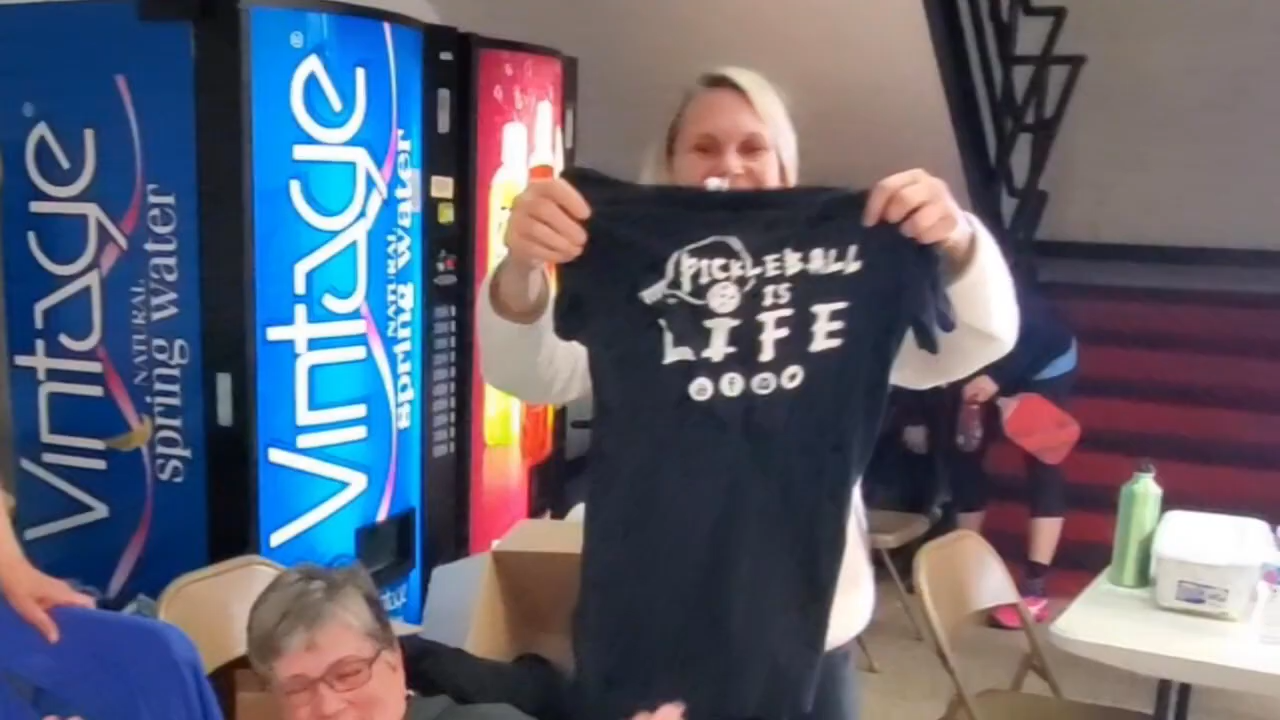 Vintage®
NATURAL
spring water
Vintage®
NATURAL
spring water
PICKLEBALL
IS
LIFE